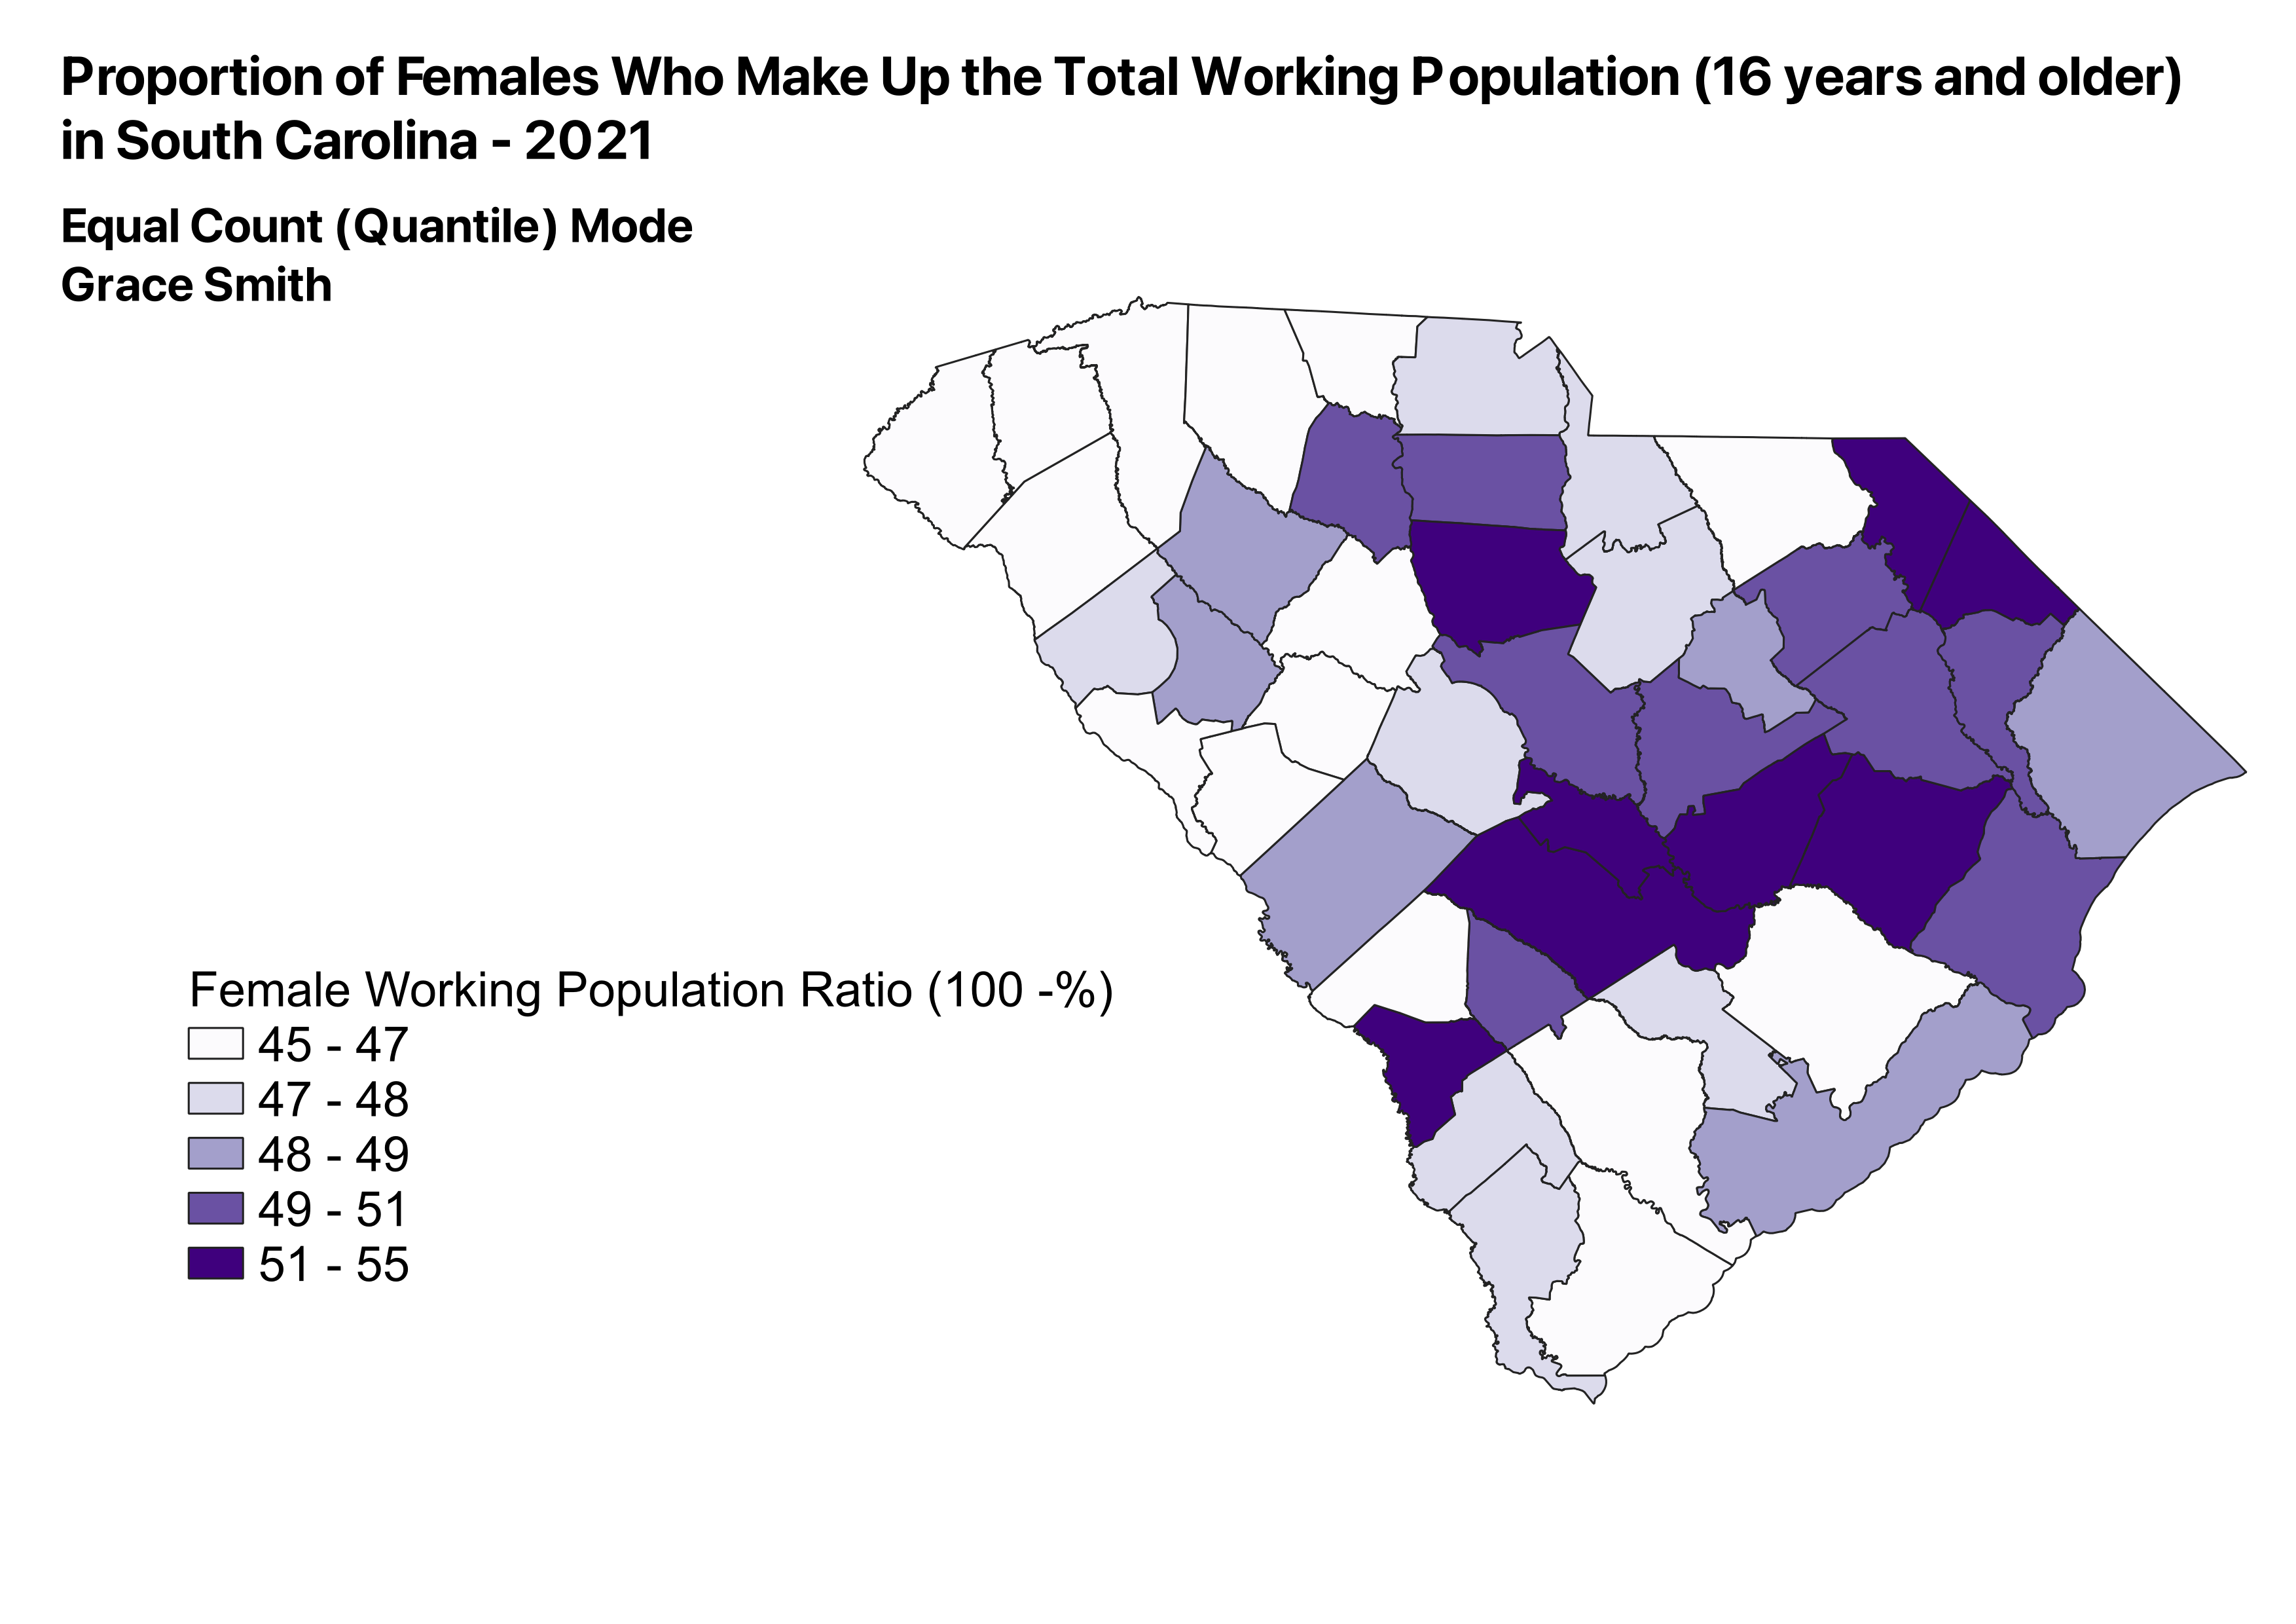 Proportion of Females Who Make Up the Total Working Population (16 years and older)
in South Carolina - 2021
Equal Count (Quantile) Mode
Grace Smith
Female Working Population Ratio (100 -%)
45 - 47
47 - 48
48 - 49
49 - 51
51 - 55